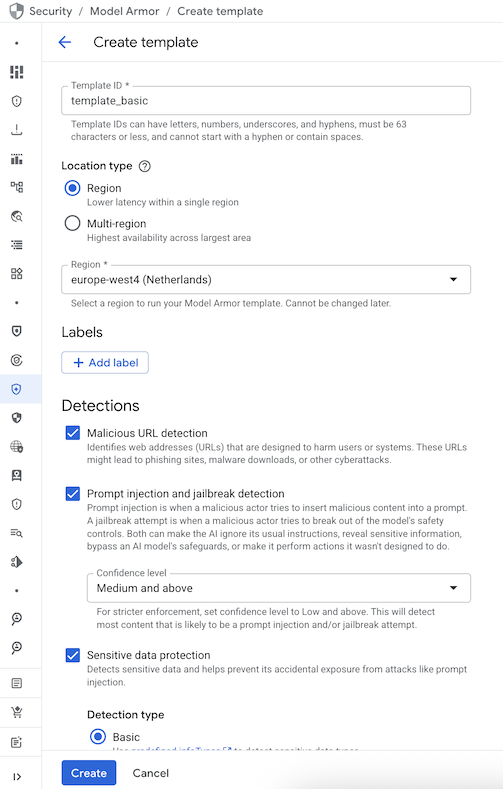 Security / Model Armor / Create template
Create template
Template ID *
template_basic
Template IDs can have letters, numbers, underscores, and hyphens, must be 63
characters or less, and cannot start with a hyphen or contain spaces.
Location type
Region
Lower latency within a single region
Multi-region
Highest availability across largest area
Region *
europe-west4 (Netherlands)
Select a region to run your Model Armor template. Cannot be changed later.
Labels
+ Add label
Detections
Malicious URL detection
Identifies web addresses (URLs) that are designed to harm users or systems. These URLs
might lead to phishing sites, malware downloads, or other cyberattacks.
Prompt injection and jailbreak detection
Prompt injection is when a malicious actor tries to insert malicious content into a prompt.
A jailbreak attempt is when a malicious actor tries to break out of the model's safety
controls. Both can make the AI ignore its usual instructions, reveal sensitive information,
bypass an AI model's safeguards, or make it perform actions it wasn't designed to do.
Confidence level
Medium and above
For stricter enforcement, set confidence level to Low and above. This will detect
most content that is likely to be a prompt injection and/or jailbreak attempt.
Sensitive data protection
Detects sensitive data and helps prevent its accidental exposure from attacks like prompt
injection.
Detection type
Basic
Use predefined infoTypes to detect sensitive data types
Create
Cancel